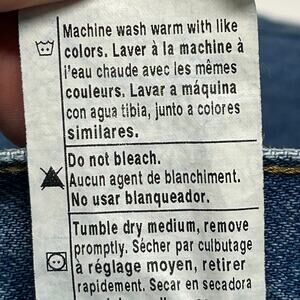 Machine wash warm with like
colors. Laver à la machine à
l'eau chaude avec les mêmes
couleurs. Lavar a máquina
con agua tibia, junto a colores
similares.
Do not bleach.
Aucun agent de blanchiment.
No usar blanqueador.
Tumble dry medium, remove
promptly. Sécher par culbutage
à réglage moyen, retirer
rapidement. Secar en secadora